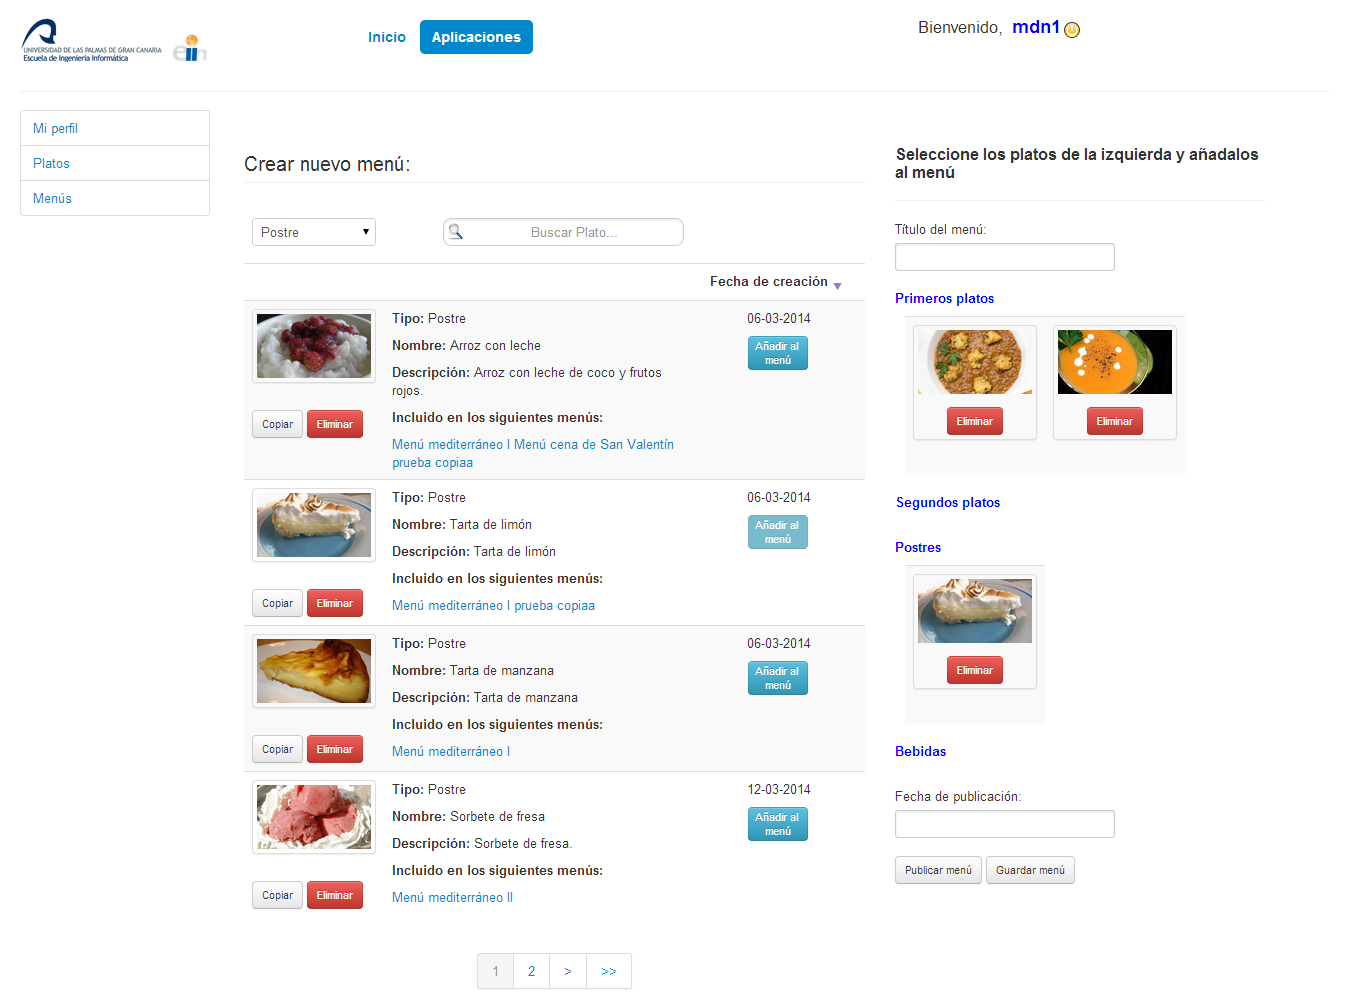 UNIVERSIDAD DE LAS PALMAS DE GRAN CANARIA
Escuela de Ingeniería Informática
eiin
Inicio
Aplicaciones
Bienvenido, mdn1
Mi perfil
Platos
Menús
Crear nuevo menú:
Postre
Buscar Plato...
Fecha de creación
Tipo: Postre
06-03-2014
Nombre: Arroz con leche
Añadir al
menú
Descripción: Arroz con leche de coco y frutos
rojos.
Incluido en los siguientes menús:
Copiar
Eliminar
Menú mediterráneo I Menú cena de San Valentín
prueba copiaa
Tipo: Postre
06-03-2014
Nombre: Tarta de limón
Añadir al
menú
Descripción: Tarta de limón
Incluido en los siguientes menús:
Copiar
Eliminar
Menú mediterráneo I prueba copiaa
Tipo: Postre
06-03-2014
Nombre: Tarta de manzana
Añadir al
menú
Descripción: Tarta de manzana
Incluido en los siguientes menús:
Copiar
Eliminar
Menú mediterráneo I
Tipo: Postre
12-03-2014
Nombre: Sorbete de fresa
Añadir al
menú
Descripción: Sorbete de fresa.
Incluido en los siguientes menús:
Copiar
Eliminar
Menú mediterráneo II
1
2
>
>>
Seleccione los platos de la izquierda y añadalos
al menú
Título del menú:
Primeros platos
Eliminar
Eliminar
Segundos platos
Postres
Eliminar
Bebidas
Fecha de publicación:
Publicar menú
Guardar menú